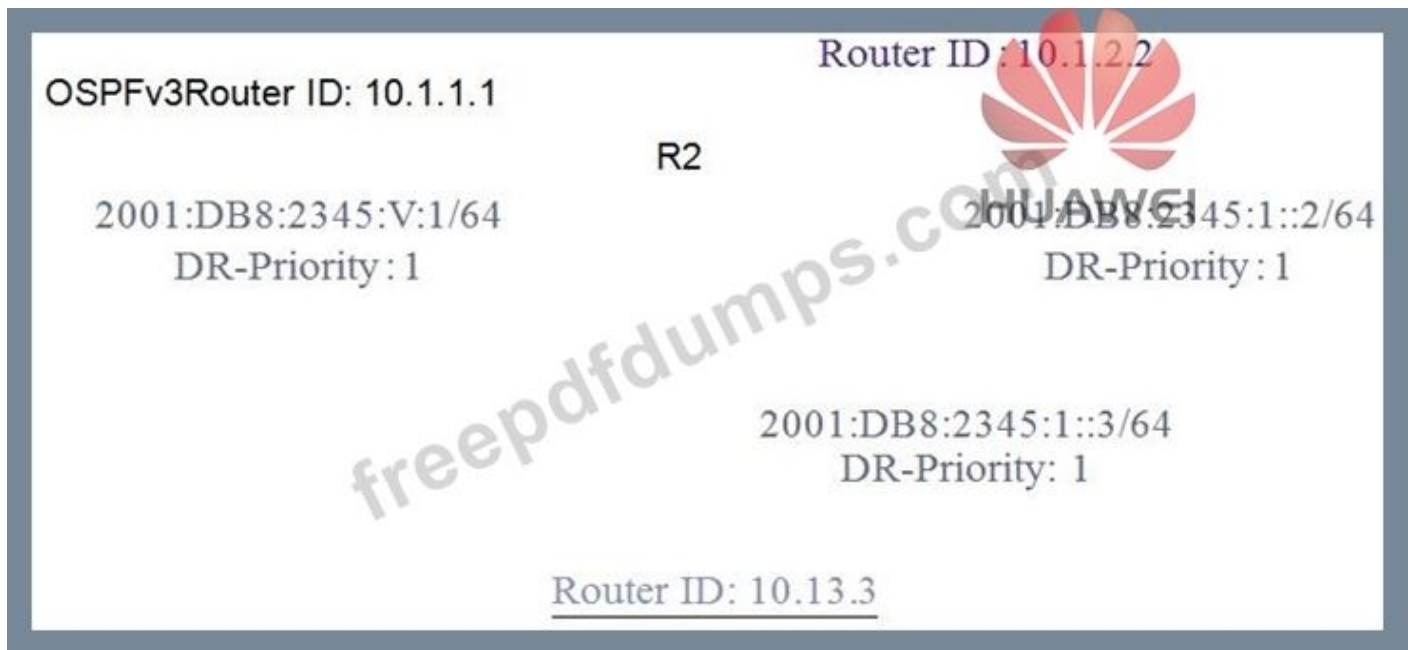 Router ID: 10.1.2.2
OSPFv3Router ID: 10.1.1.1
R2
HUAWEI
2001:DB8:2345:V:1/64
2001:DB8:2345:1::2/64
DR-Priority: 1
DR-Priority: 1
freepdfdumps.com
2001:DB8:2345:1::3/64
DR-Priority: 1
Router ID: 10.13.3